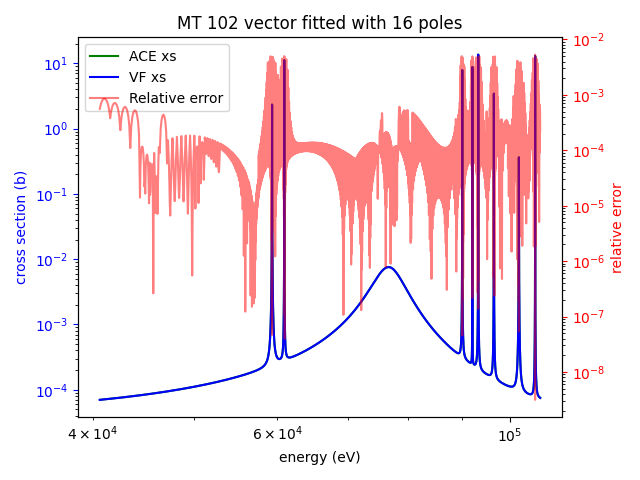 MT 102 vector fitted with 16 poles
ACE xs
VF xs
Relative error
10¹
10⁰
10⁻¹
10⁻²
10⁻³
10⁻⁴
cross section (b)
10⁻²
10⁻³
10⁻⁴
10⁻⁵
10⁻⁶
10⁻⁷
10⁻⁸
relative error
4 × 10⁴
6 × 10⁴
10⁵
energy (eV)